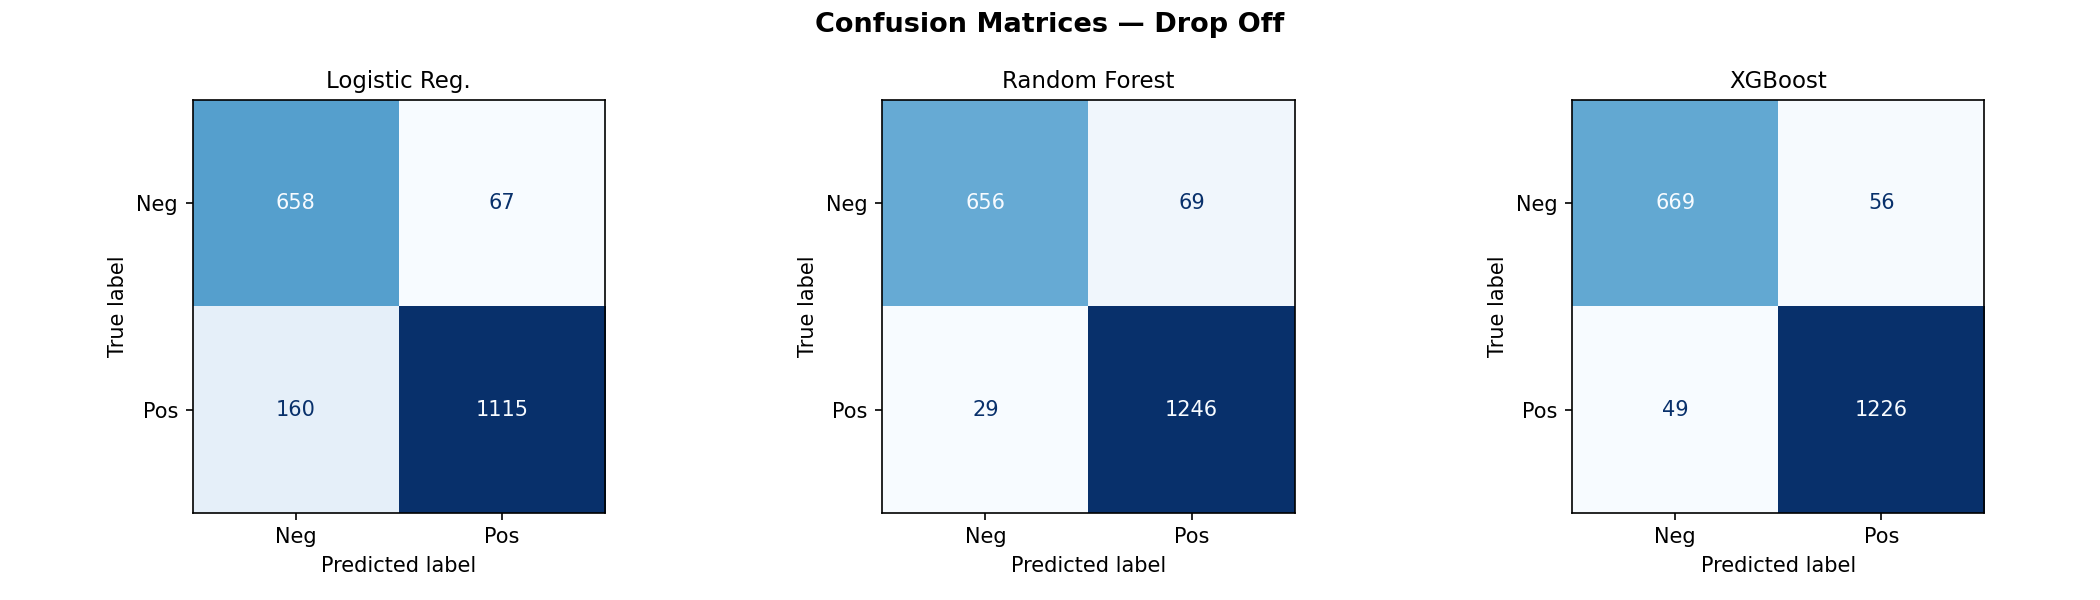 Confusion Matrices — Drop Off
Logistic Reg.
658
67
160
1115
Neg
Pos
True label
Neg
Pos
Predicted label
Random Forest
656
69
29
1246
Neg
Pos
True label
Neg
Pos
Predicted label
XGBoost
669
56
49
1226
Neg
Pos
True label
Neg
Pos
Predicted label